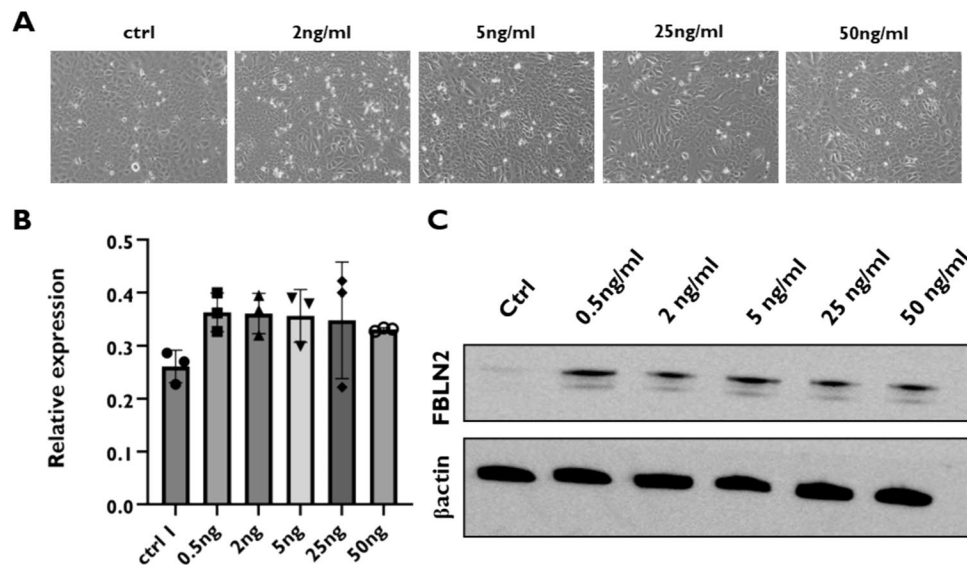 A
ctrl
2ng/ml
5ng/ml
25ng/ml
50ng/ml
B
Relative expression
0.5
0.4
0.3
0.2
0.1
0.0
ctrl I
0.5ng
2ng
5ng
25ng
50ng
C
Ctrl
0.5ng/ml
2 ng/ml
5 ng/ml
25 ng/ml
50 ng/ml
FBLN2
βactin